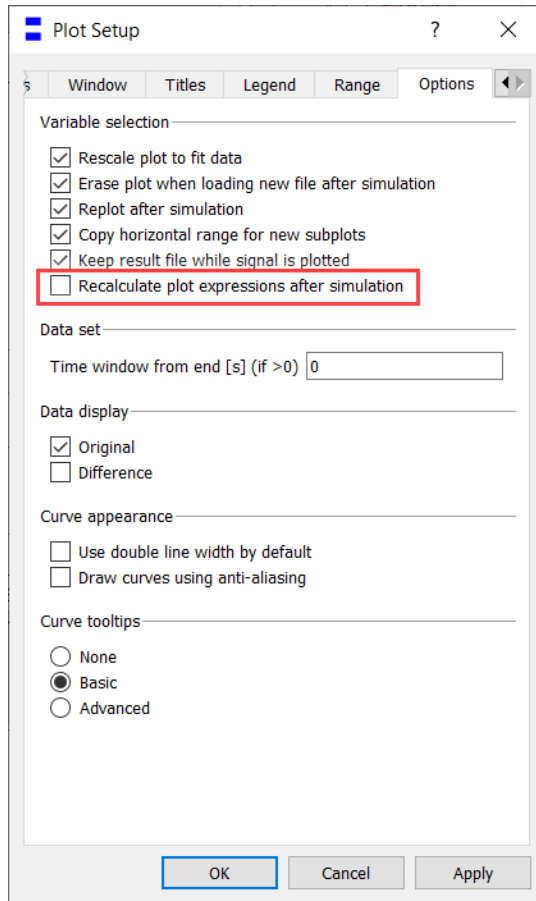 Plot Setup
?
s Window Titles Legend Range Options
Variable selection
Rescale plot to fit data
Erase plot when loading new file after simulation
Replot after simulation
Copy horizontal range for new subplots
Keep result file while signal is plotted
Recalculate plot expressions after simulation
Data set
Time window from end [s] (if >0) 0
Data display
Original
Difference
Curve appearance
Use double line width by default
Draw curves using anti-aliasing
Curve tooltips
None
Basic
Advanced
OK Cancel Apply